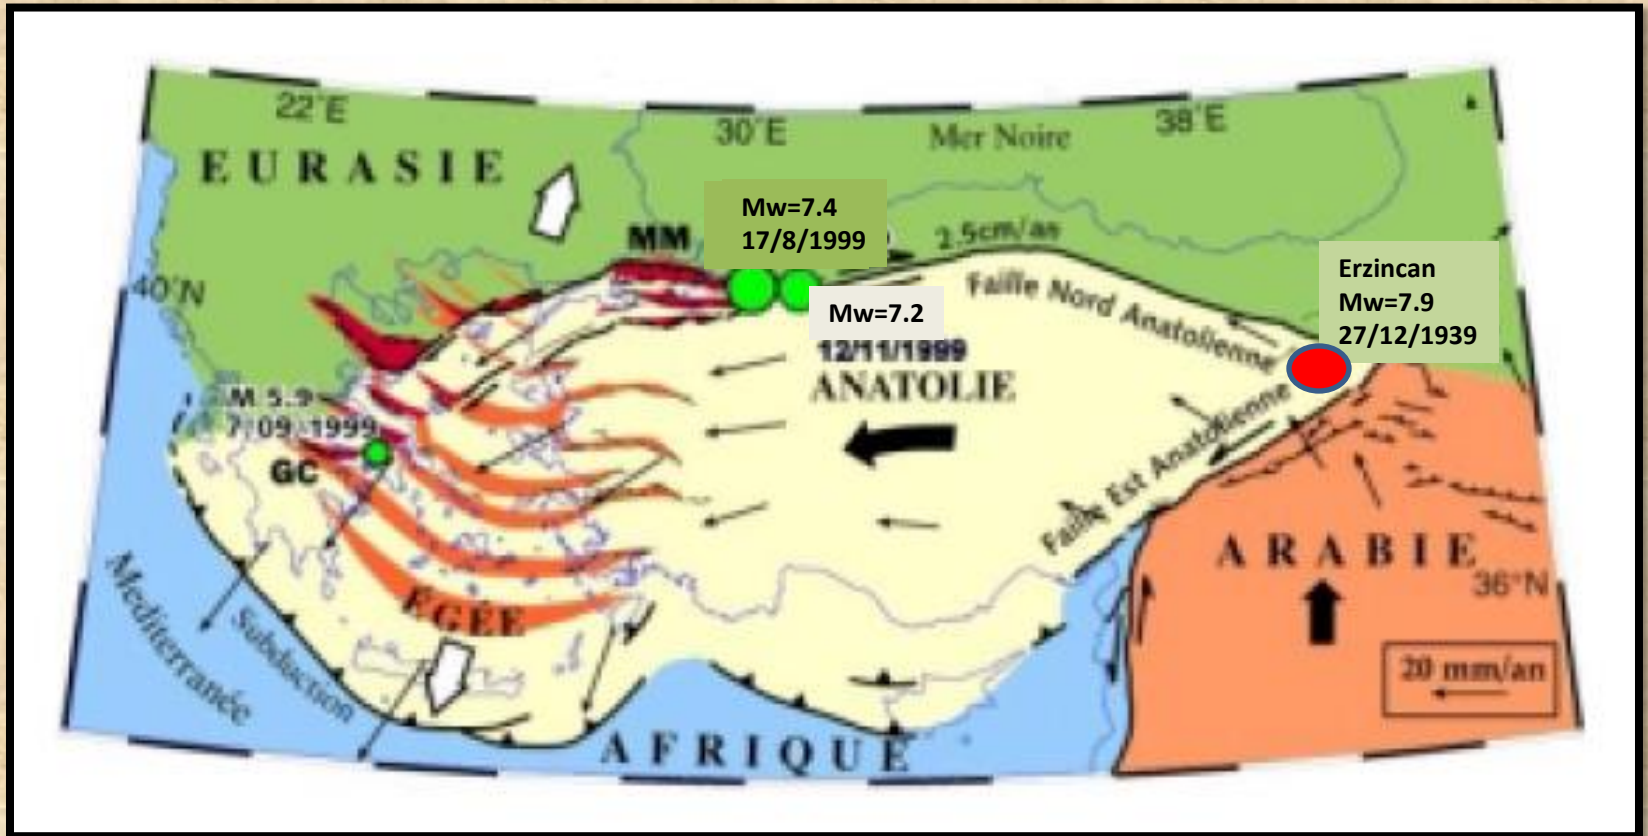 22°E
30°E
38°E
Mer Noire
EURASIE
Mw=7.4
17/8/1999
MM
2.5cm/an
Erzincan
Mw=7.9
27/12/1939
40°N
Faille Nord Anatolienne
Mw=7.2
12/11/1999
ANATOLIE
M 5.9
7/09/1999
GC
Faille Est Anatolienne
ARABIE
36°N
ÉGÉE
Mediterranée
Subduction
20 mm/an
AFRIQUE